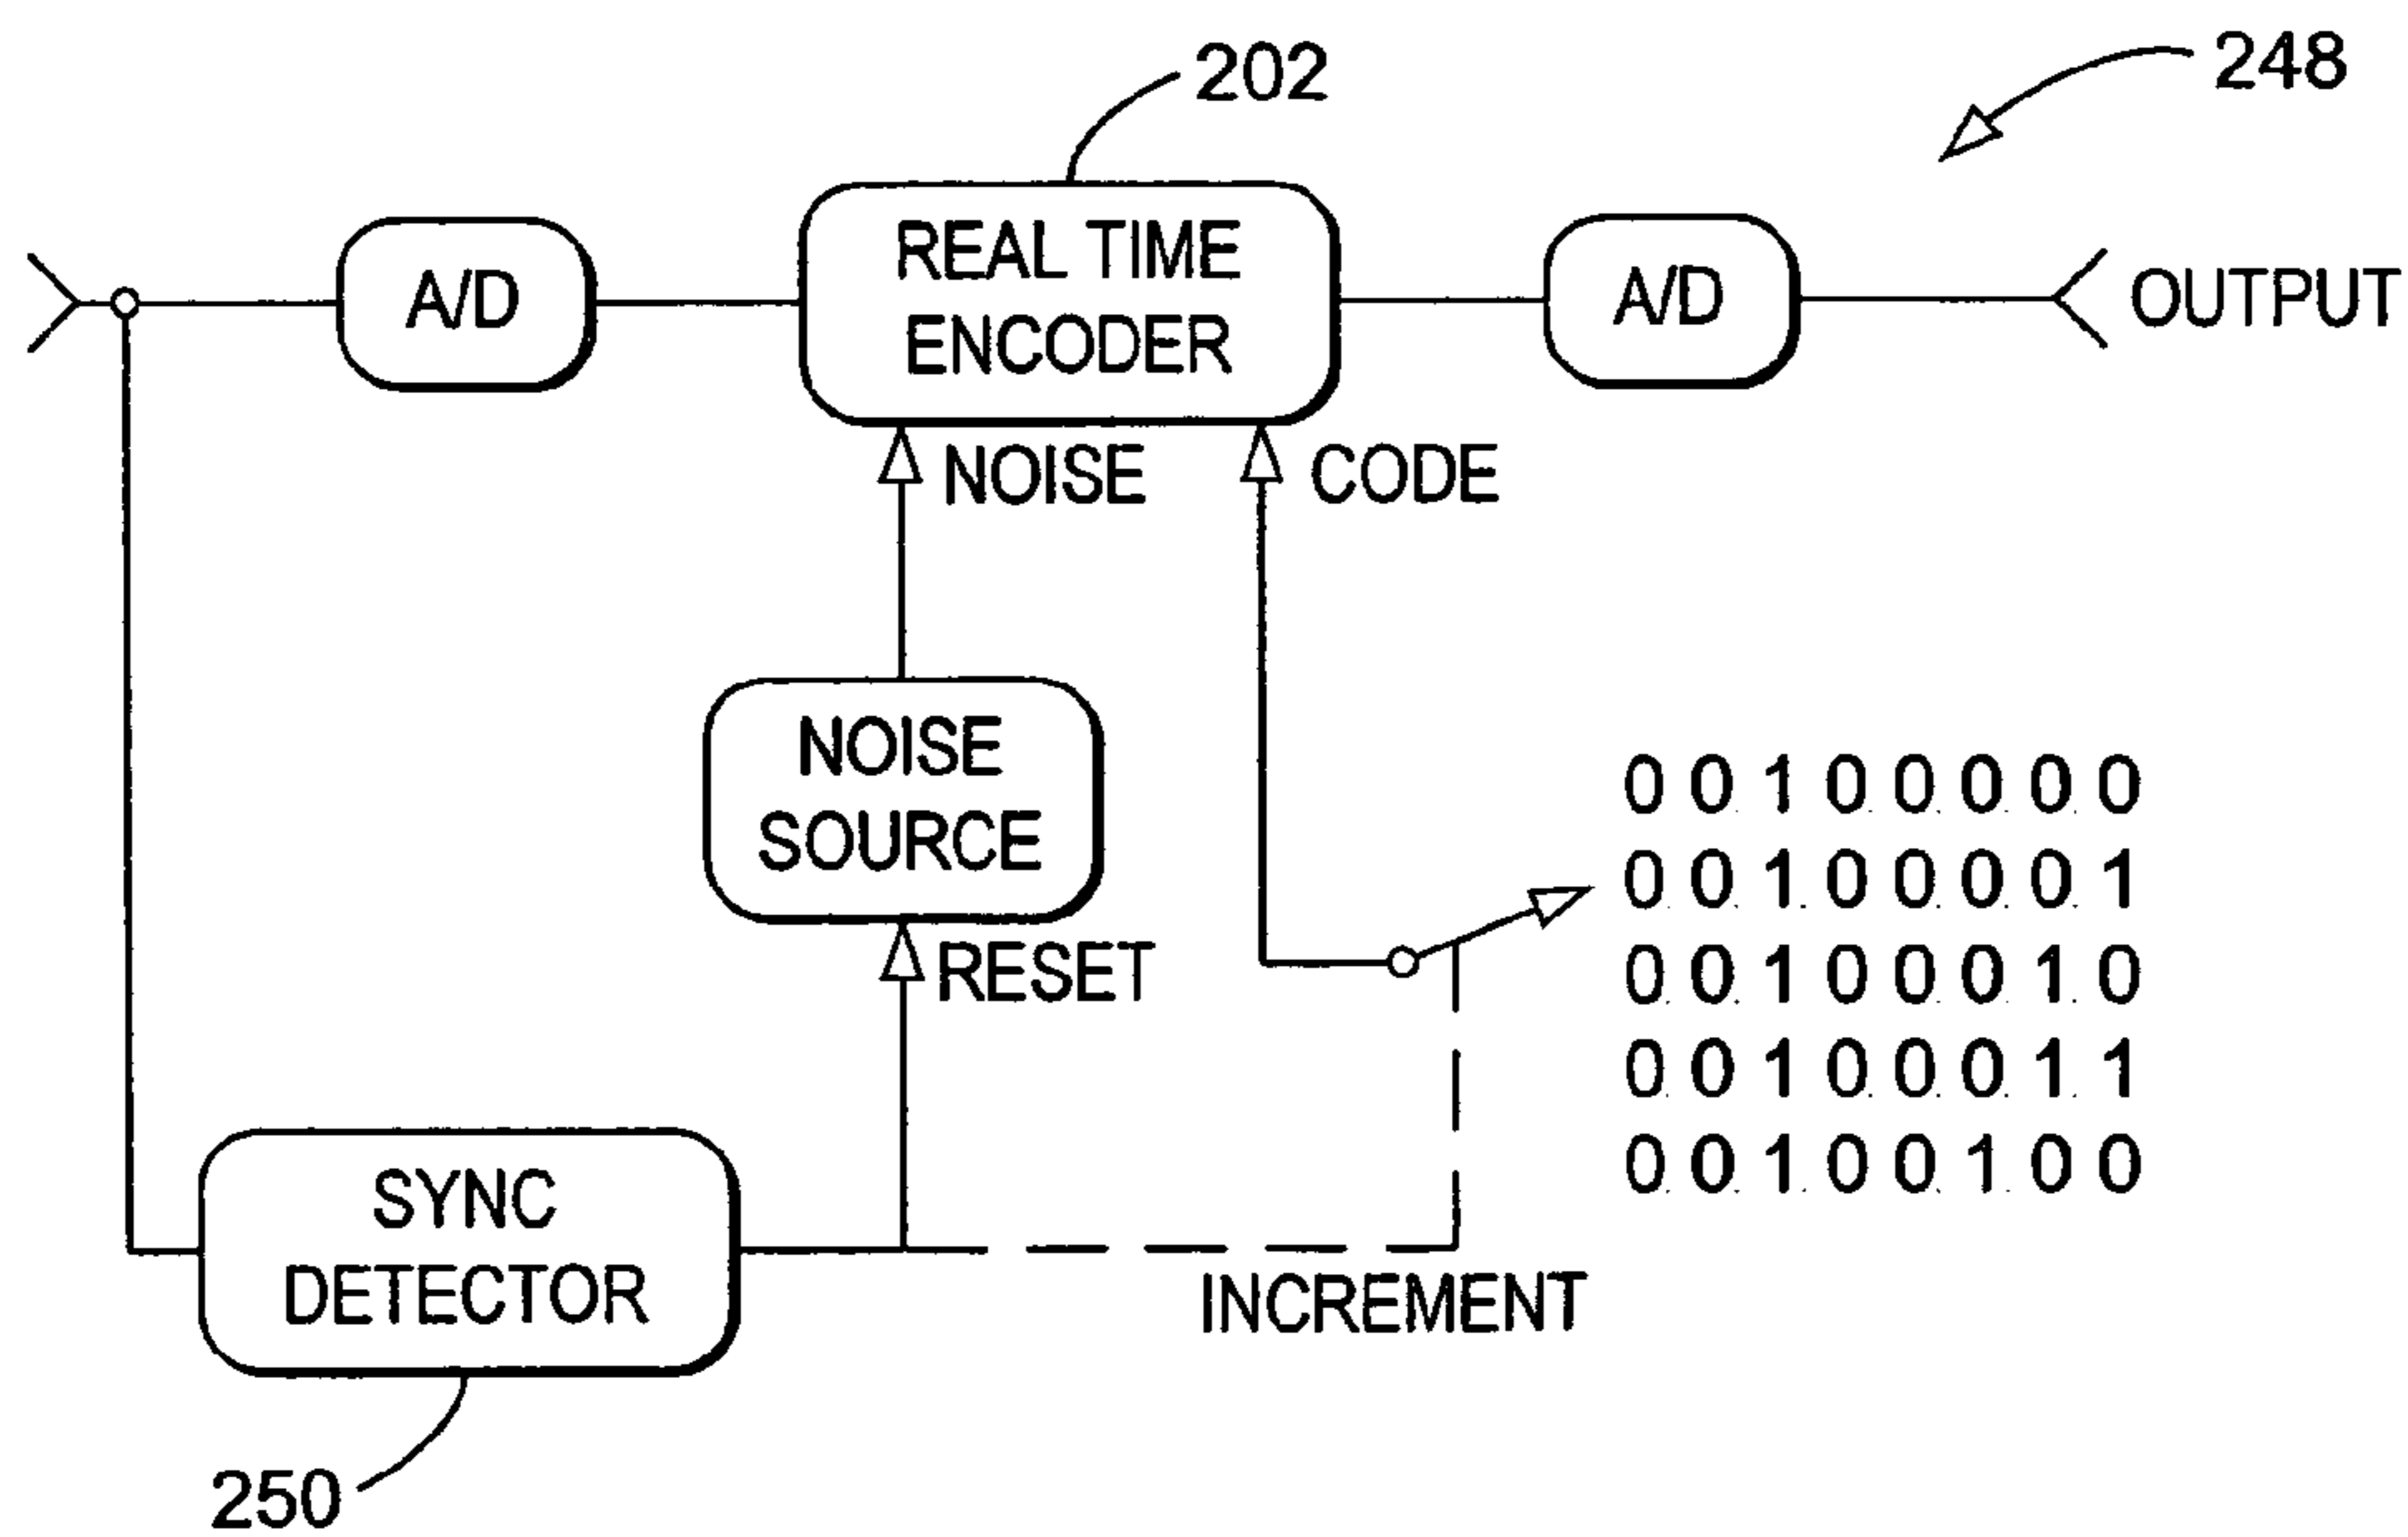 202
248
A/D
REAL TIME
ENCODER
A/D
OUTPUT
NOISE
CODE
NOISE
SOURCE
RESET
0 0 1 0 0 0 0 0
0 0 1 0 0 0 0 1
0 0 1 0 0 0 1 0
0 0 1 0 0 0 1 1
0 0 1 0 0 1 0 0
SYNC
DETECTOR
INCREMENT
250